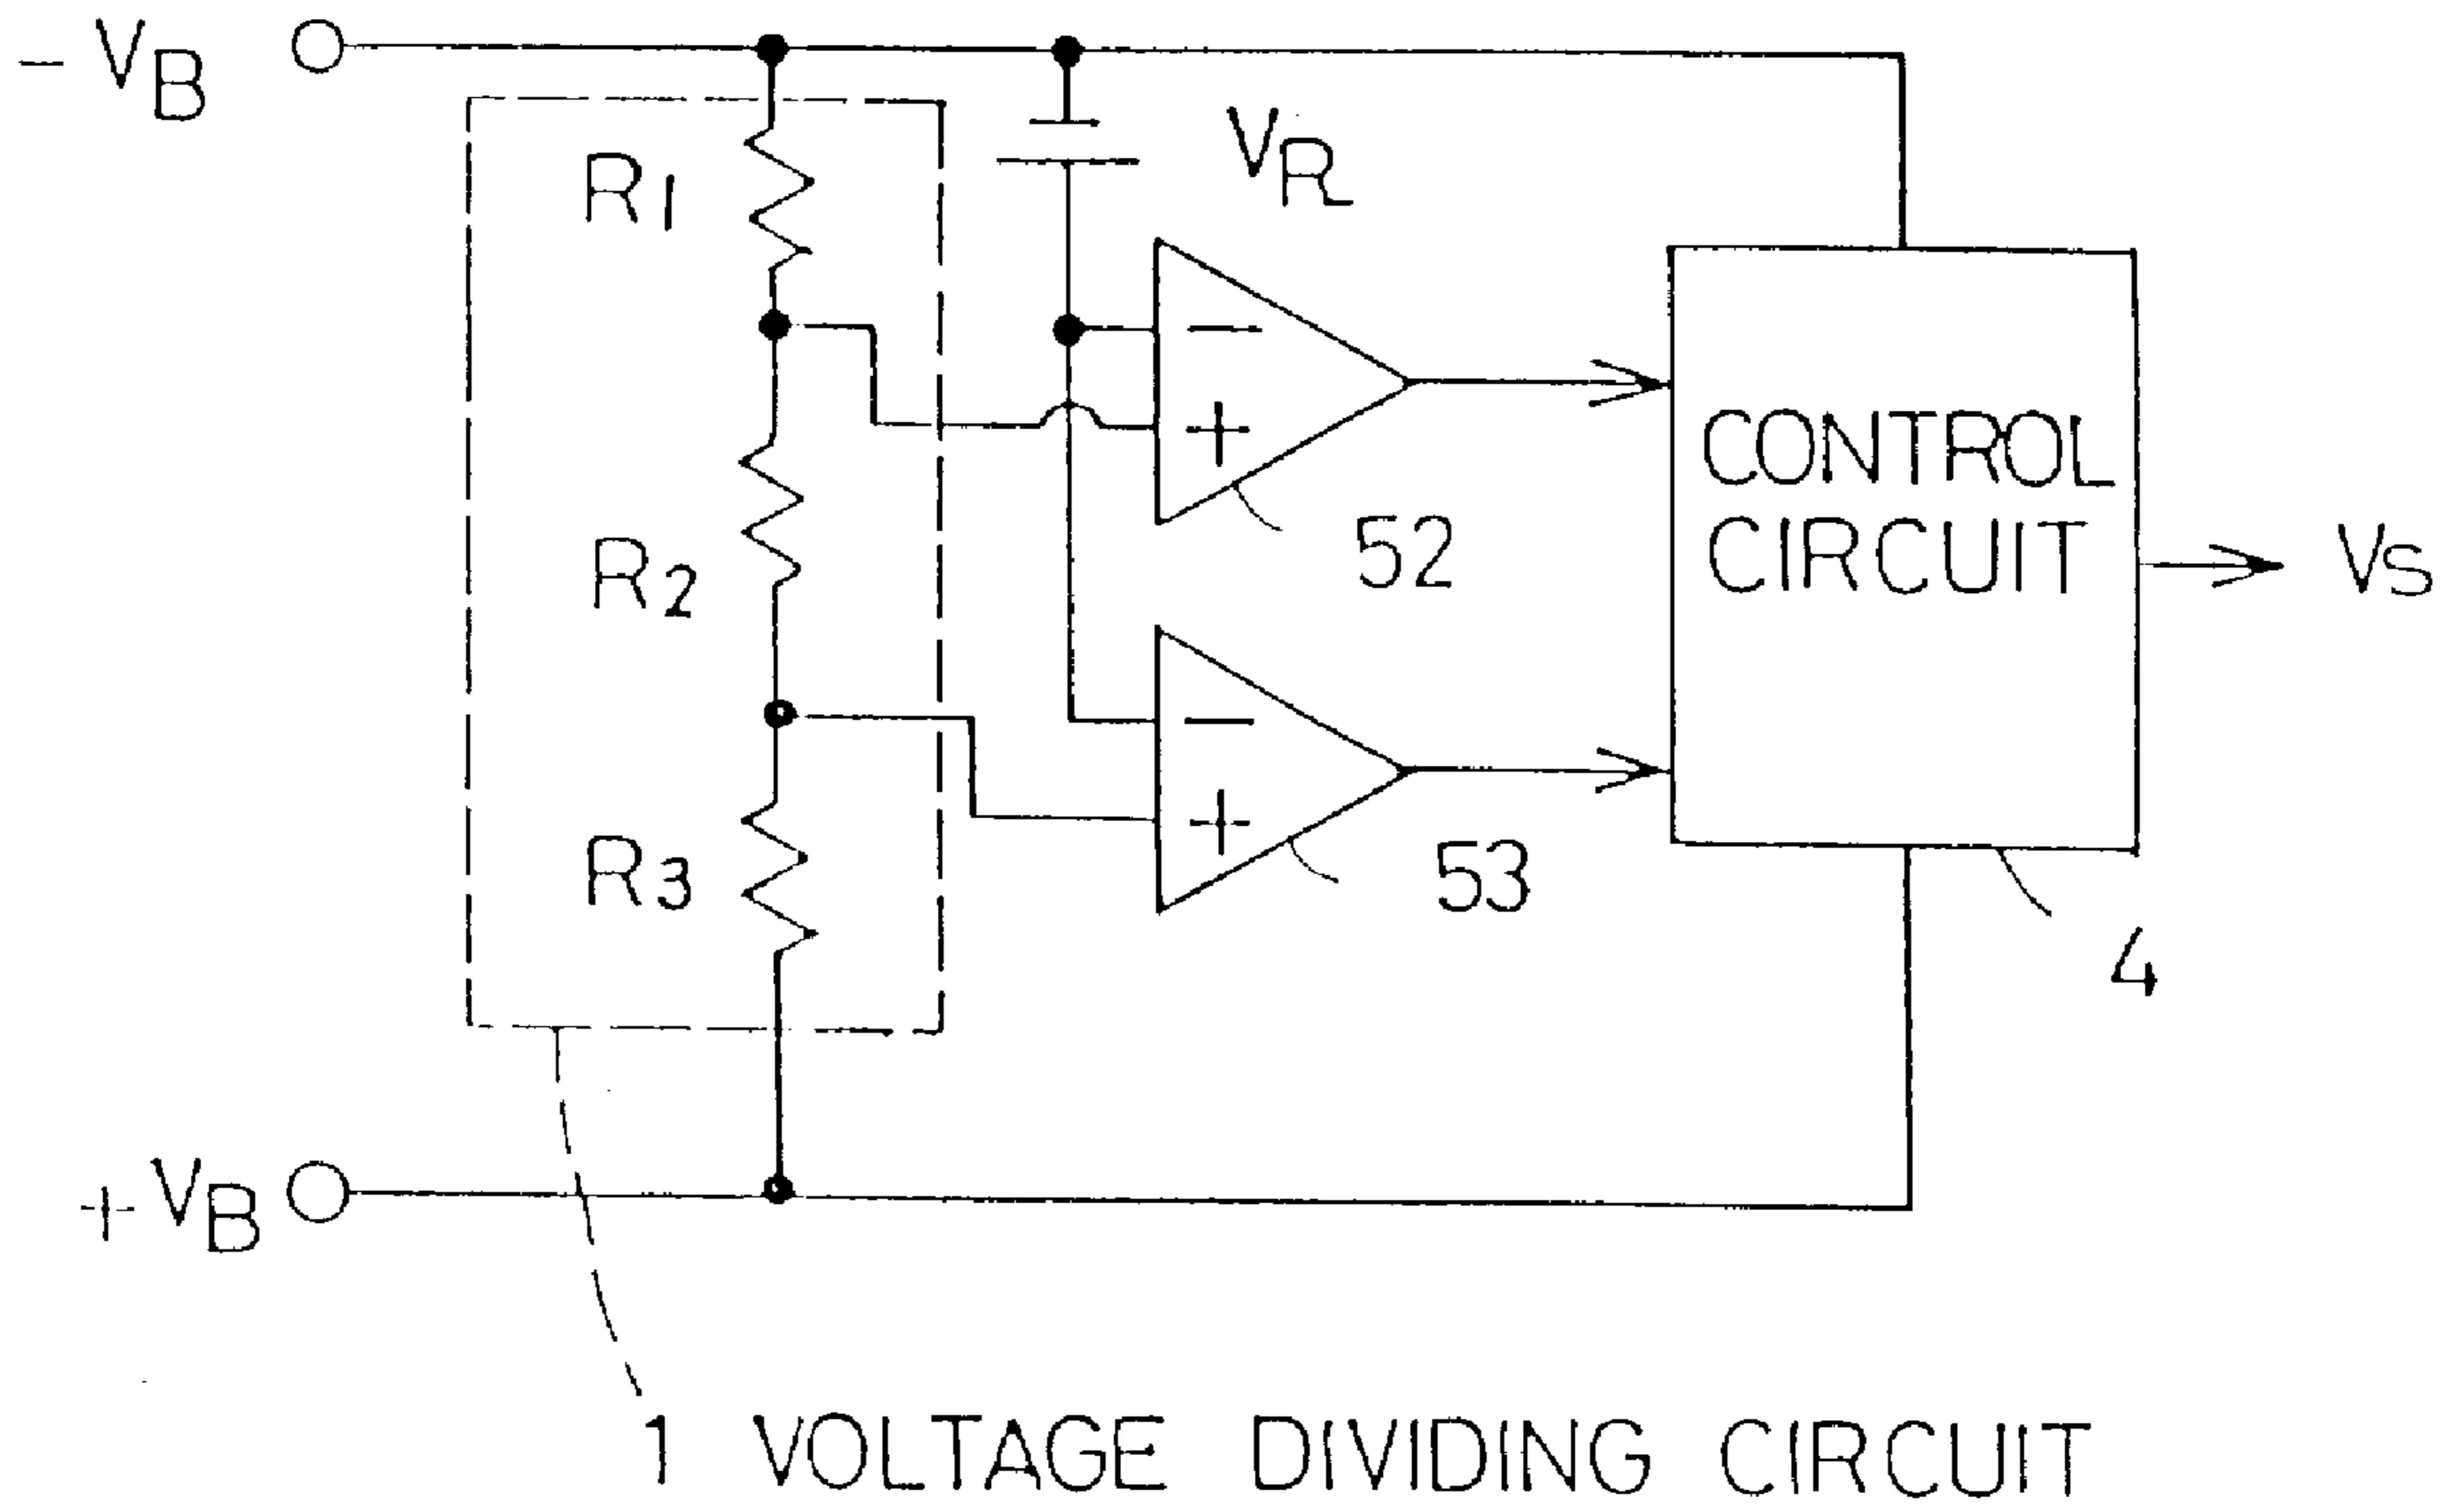 - VB
R1
VR
-
+
52
R2
CONTROL
CIRCUIT
VS
-
+
53
R3
4
+ VB
1 VOLTAGE DIVIDING CIRCUIT